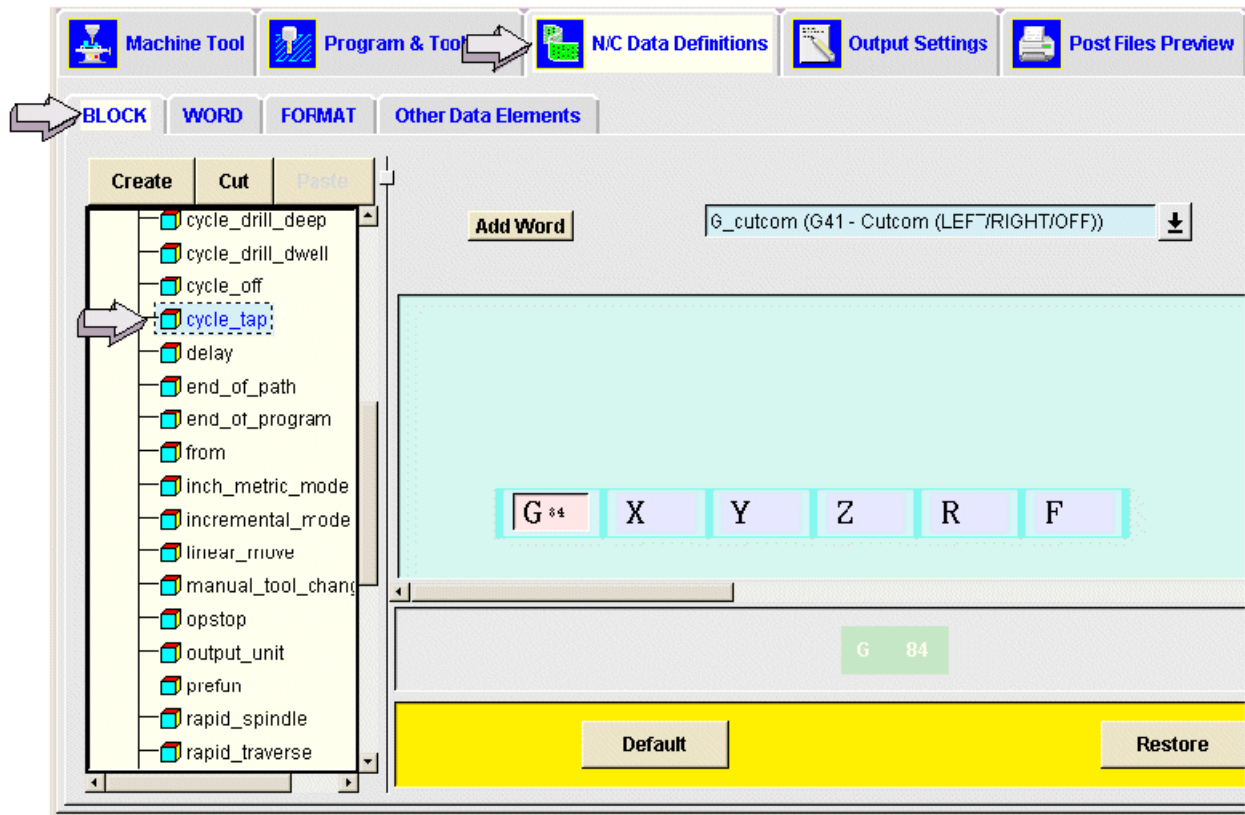 Machine Tool
Program & Tool
N/C Data Definitions
Output Settings
Post Files Preview
BLOCK
WORD
FORMAT
Other Data Elements
Create
Cut
Paste
Add Word
G_cutcom (G41 - Cutcom (LEFT/RIGHT/OFF))
cycle_drill_deep
cycle_drill_dwell
cycle_off
cycle_tap
delay
end_of_path
end_of_program
from
inch_metric_mode
incremental_mode
linear_move
manual_tool_chang
opstop
output_unit
prefun
rapid_spindle
rapid_traverse
G 84 X Y Z R F
G 84
Default
Restore